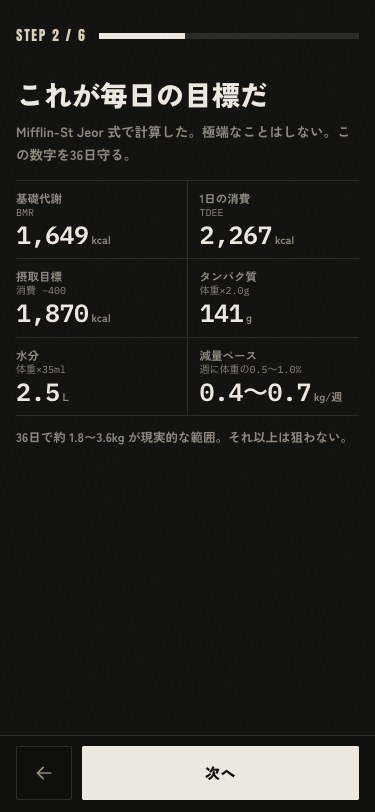 STEP 2 / 6
これが毎日の目標だ
Mifflin-St Jeor 式で計算した。極端なことはしない。こ
の数字を36日守る。
基礎代謝
BMR
1,649 kcal
1日の消費
TDEE
2,267 kcal
摂取目標
消費 −400
1,870 kcal
タンパク質
体重×2.0g
141 g
水分
体重×35ml
2.5 L
減量ペース
週に体重の0.5〜1.0%
0.4〜0.7 kg/週
36日で約 1.8〜3.6kg が現実的な範囲。それ以上は狙わない。
←
次へ